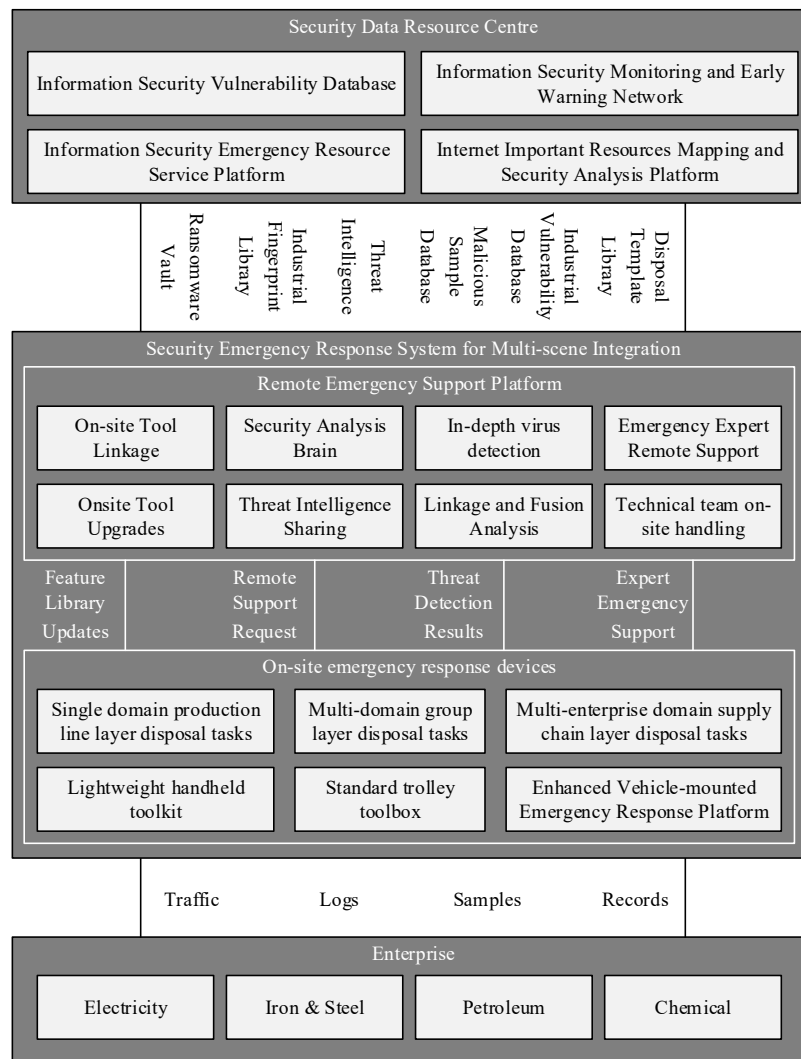 Security Data Resource Centre
Information Security Vulnerability Database
Information Security Monitoring and Early
Warning Network
Information Security Emergency Resource
Service Platform
Internet Important Resources Mapping and
Security Analysis Platform
Ransomware
Vault
Industrial
Fingerprint
Library
Threat
Intelligence
Malicious
Sample
Database
Industrial
Vulnerability
Database
Disposal
Template
Library
Security Emergency Response System for Multi-scene Integration
Remote Emergency Support Platform
On-site Tool
Linkage
Security Analysis
Brain
In-depth virus
detection
Emergency Expert
Remote Support
Onsite Tool
Upgrades
Threat Intelligence
Sharing
Linkage and Fusion
Analysis
Technical team on-
site handling
Feature
Library
Updates
Remote
Support
Request
Threat
Detection
Results
Expert
Emergency
Support
On-site emergency response devices
Single domain production
line layer disposal tasks
Multi-domain group
layer disposal tasks
Multi-enterprise domain supply
chain layer disposal tasks
Lightweight handheld
toolkit
Standard trolley
toolbox
Enhanced Vehicle-mounted
Emergency Response Platform
Traffic
Logs
Samples
Records
Enterprise
Electricity
Iron & Steel
Petroleum
Chemical